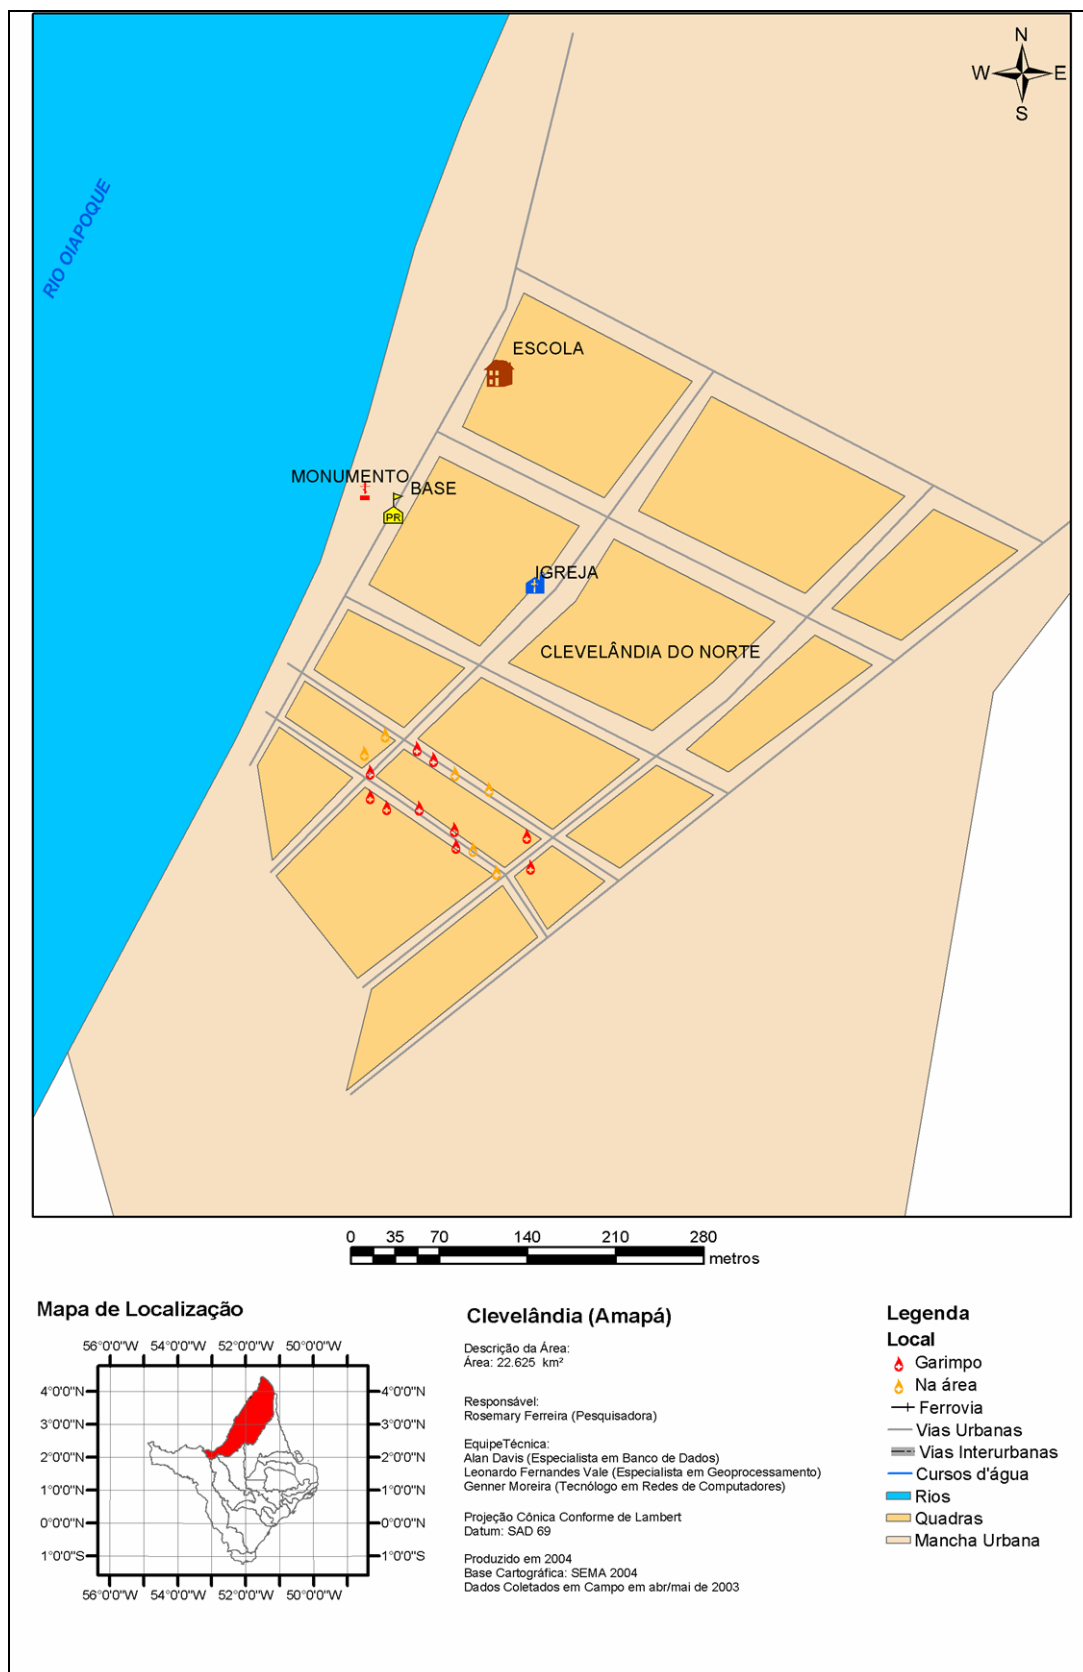 N
W
E
S
RIO OIAPOQUE
ESCOLA
MONUMENTO
BASE
PR
IGREJA
CLEVELÂNDIA DO NORTE
0 35 70 140 210 280
metros
Mapa de Localização
56°0'0"W 54°0'0"W 52°0'0"W 50°0'0"W
4°0'0"N 4°0'0"N
3°0'0"N 3°0'0"N
2°0'0"N 2°0'0"N
1°0'0"N 1°0'0"N
0°0'0"N 0°0'0"N
1°0'0"S 1°0'0"S
56°0'0"W 54°0'0"W 52°0'0"W 50°0'0"W
Clevelândia (Amapá)
Descrição da Área:
Área: 22.625 km²
Responsável:
Rosemary Ferreira (Pesquisadora)
EquipeTécnica:
Alan Davis (Especialista em Banco de Dados)
Leonardo Fernandes Vale (Especialista em Geoprocessamento)
Genner Moreira (Tecnólogo em Redes de Computadores)
Projeção Cônica Conforme de Lambert
Datum: SAD 69
Produzido em 2004
Base Cartográfica: SEMA 2004
Dados Coletados em Campo em abr/mai de 2003
Legenda
Local
Garimpo
Na área
Ferrovia
Vias Urbanas
Vias Interurbanas
Cursos d'água
Rios
Quadras
Mancha Urbana